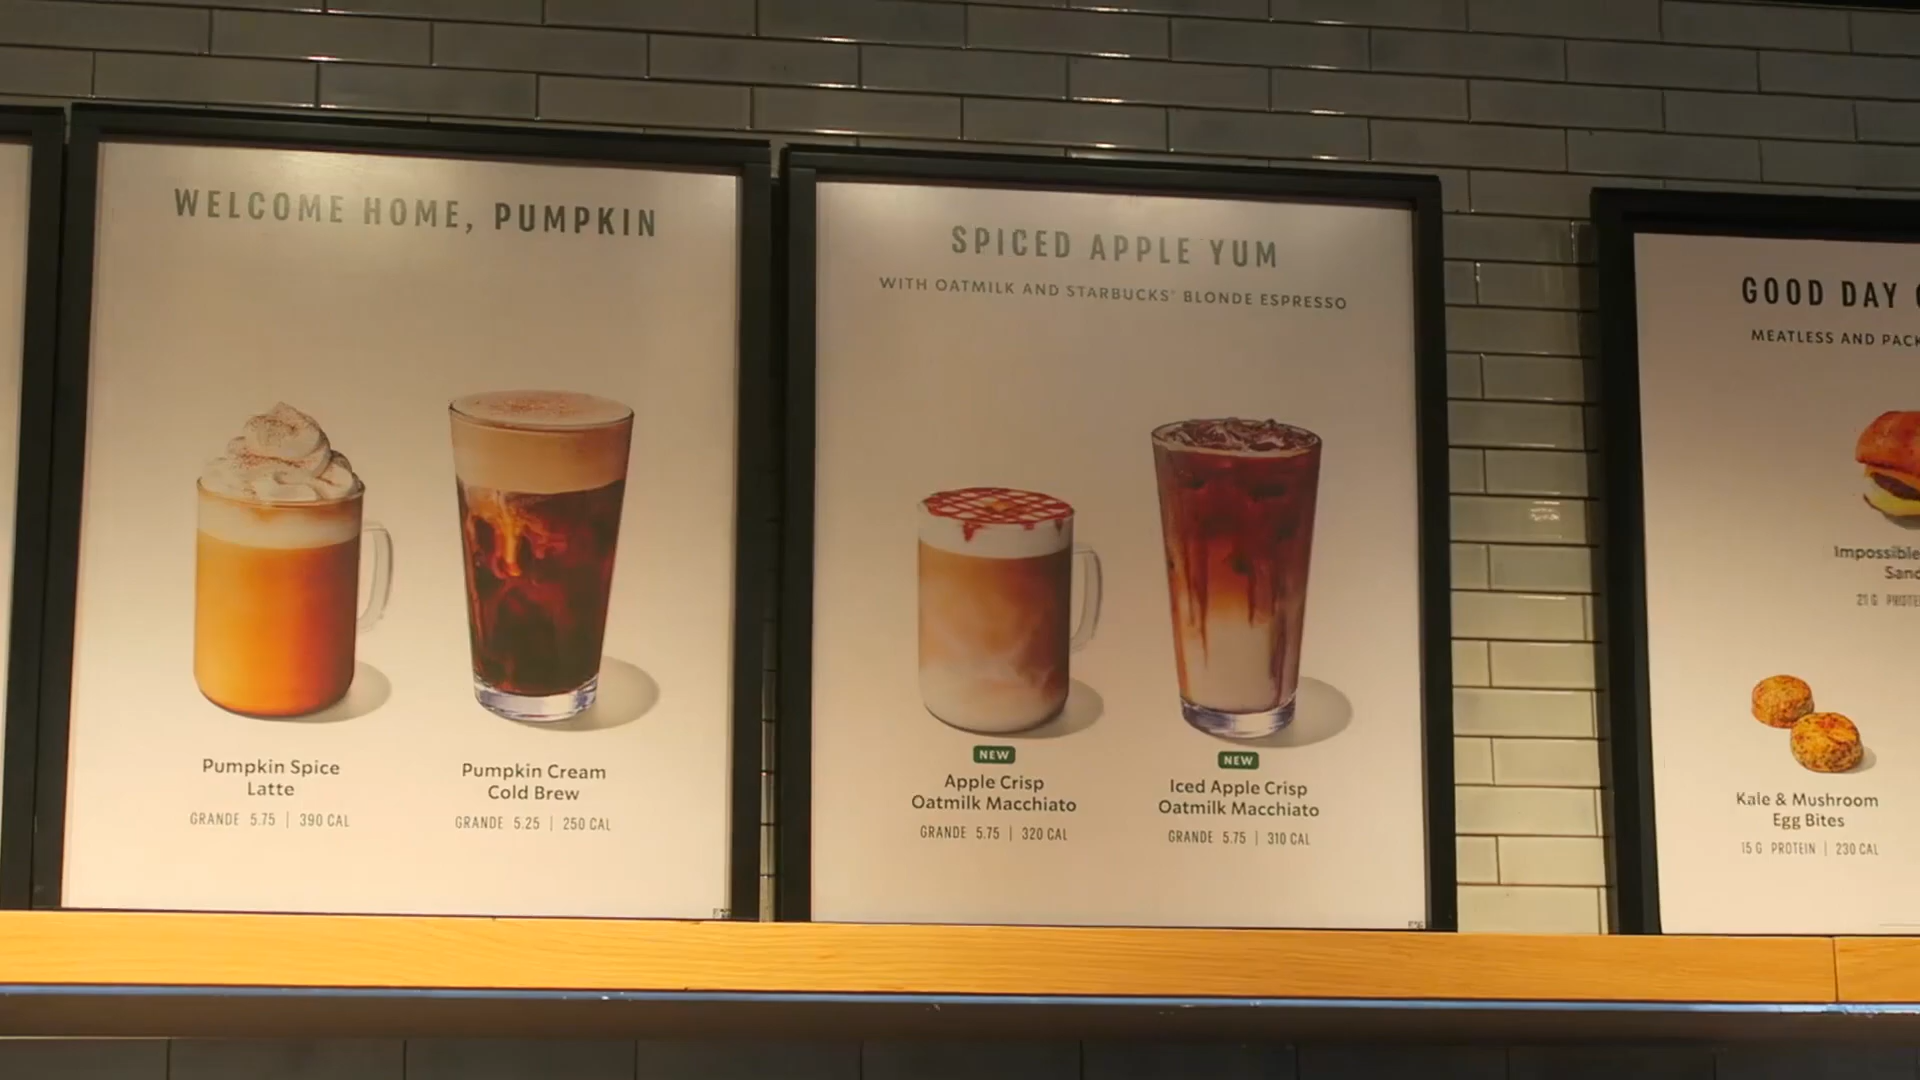 WELCOME HOME, PUMPKIN
Pumpkin Spice
Latte
GRANDE 5.75 | 390 CAL
Pumpkin Cream
Cold Brew
GRANDE 5.25 | 250 CAL
SPICED APPLE YUM
WITH OATMILK AND STARBUCKS® BLONDE ESPRESSO
NEW
Apple Crisp
Oatmilk Macchiato
GRANDE 5.75 | 320 CAL
NEW
Iced Apple Crisp
Oatmilk Macchiato
GRANDE 5.75 | 310 CAL
GOOD DAY
MEATLESS AND
Impossible
21 G
Kale & Mushroom
Egg Bites
15 G PROTEIN | 230 CAL